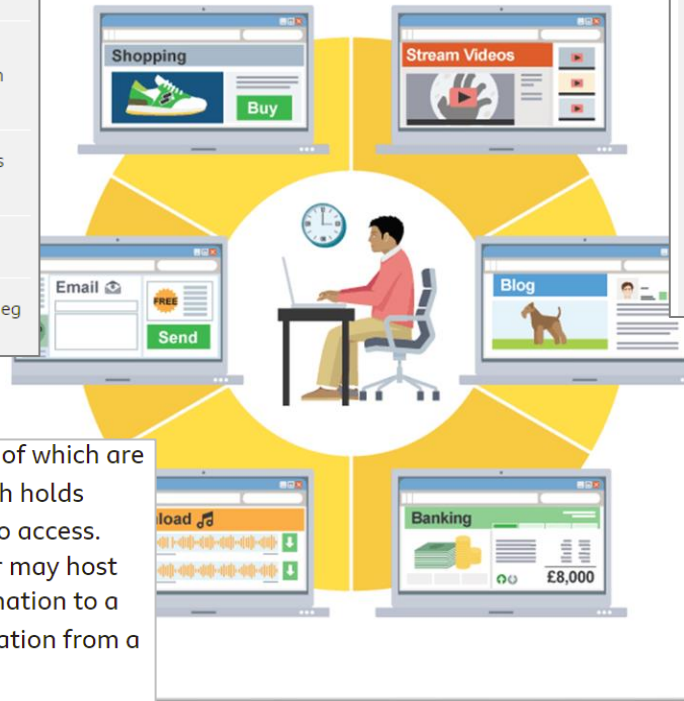 Shopping
Buy
Stream Videos
eg
Email
FREE
Send
Blog
of which are
h holds
o access.
r may host
nation to a
ation from a
load
Banking
£8,000